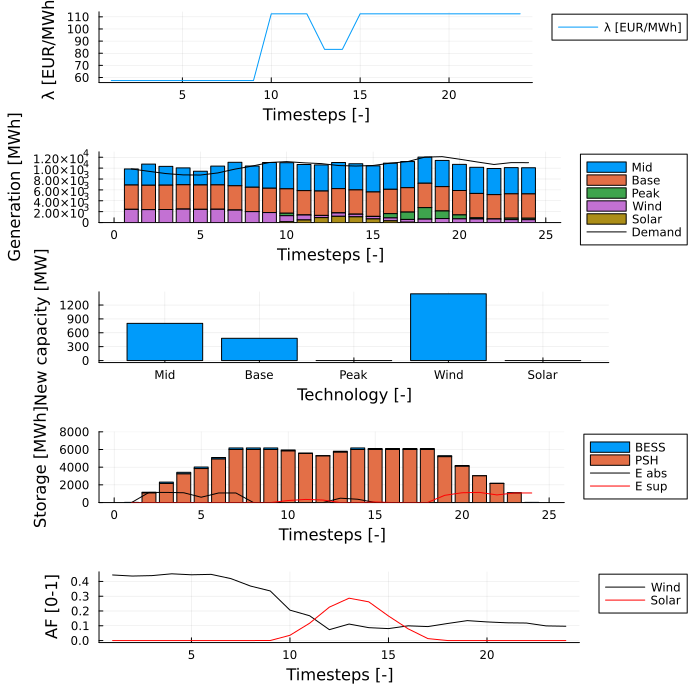 λ [EUR/MWh]
110
100
90
80
70
60
5
10
15
20
Timesteps [-]
λ [EUR/MWh]
Generation [MWh]
1.20×10⁴
1.00×10⁴
8.00×10³
6.00×10³
4.00×10³
2.00×10³
0
0
5
10
15
20
25
Timesteps [-]
Mid
Base
Peak
Wind
Solar
Demand
New capacity [MW]
1200
900
600
300
0
Mid
Base
Peak
Wind
Solar
Technology [-]
Storage [MWh]
8000
6000
4000
2000
0
0
5
10
15
20
25
Timesteps [-]
BESS
PSH
E abs
E sup
AF [0-1]
0.4
0.3
0.2
0.1
0.0
5
10
15
20
Timesteps [-]
Wind
Solar